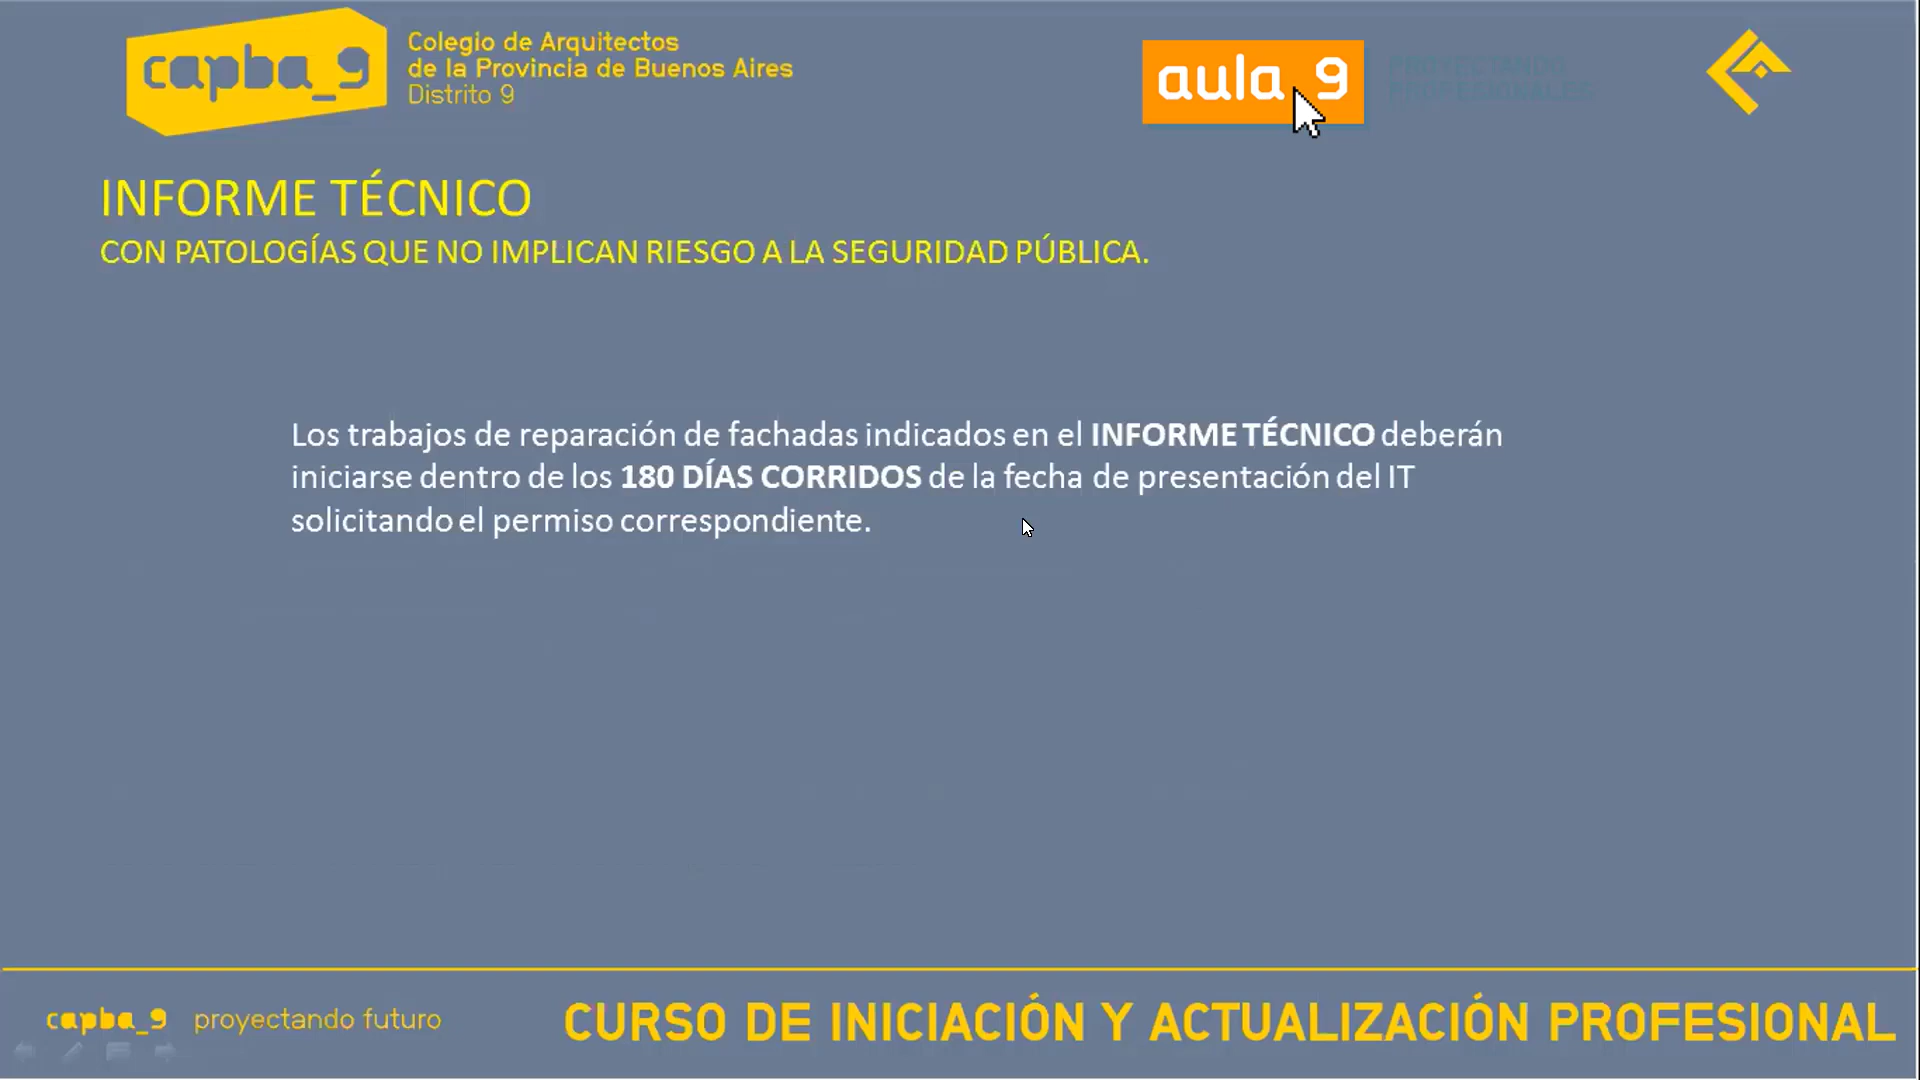 capba_9
Colegio de Arquitectos
de la Provincia de Buenos Aires
Distrito 9
aula_9
PROYECTANDO
PROFESIONALES
INFORME TÉCNICO
CON PATOLOGÍAS QUE NO IMPLICAN RIESGO A LA SEGURIDAD PÚBLICA.
Los trabajos de reparación de fachadas indicados en el INFORME TÉCNICO deberán
iniciarse dentro de los 180 DÍAS CORRIDOS de la fecha de presentación del IT
solicitando el permiso correspondiente.
capba_9 proyectando futuro
CURSO DE INICIACIÓN Y ACTUALIZACIÓN PROFESIONAL